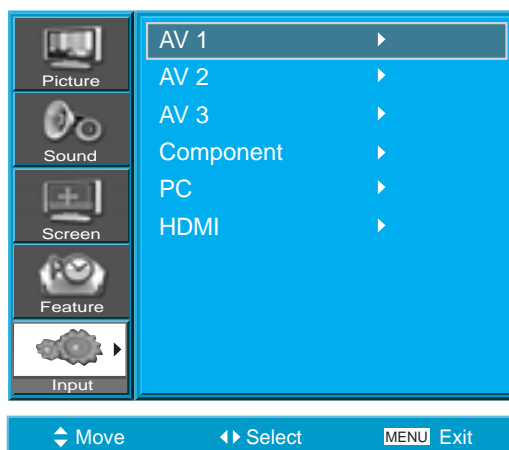 Picture
Sound
Screen
Feature
Input
AV 1
AV 2
AV 3
Component
PC
HDMI
Move Select MENU Exit